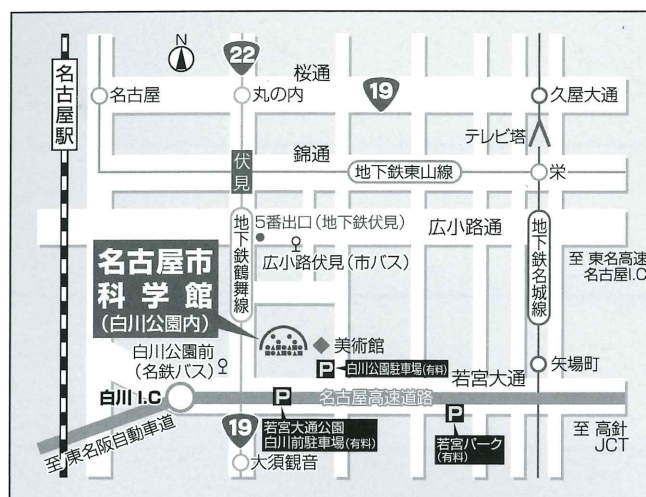 名古屋駅
N
22
桜通
19
名古屋
丸の内
久屋大通
テレビ塔
伏見
錦通
地下鉄東山線
栄
5番出口(地下鉄伏見)
広小路通
広小路伏見(市バス)
地下鉄鶴舞線
地下鉄名城線
至 東名高速
名古屋I.C
名古屋市
科学館
(白川公園内)
美術館
白川公園前
(名鉄バス)
P
白川公園駐車場(有料)
若宮大通
矢場町
白川 I.C
P
名古屋高速道路
P
若宮大通公園
白川前駐車場(有料)
若宮パーク
(有料)
至 東名阪自動車道
19
大須観音
至 高針
JCT